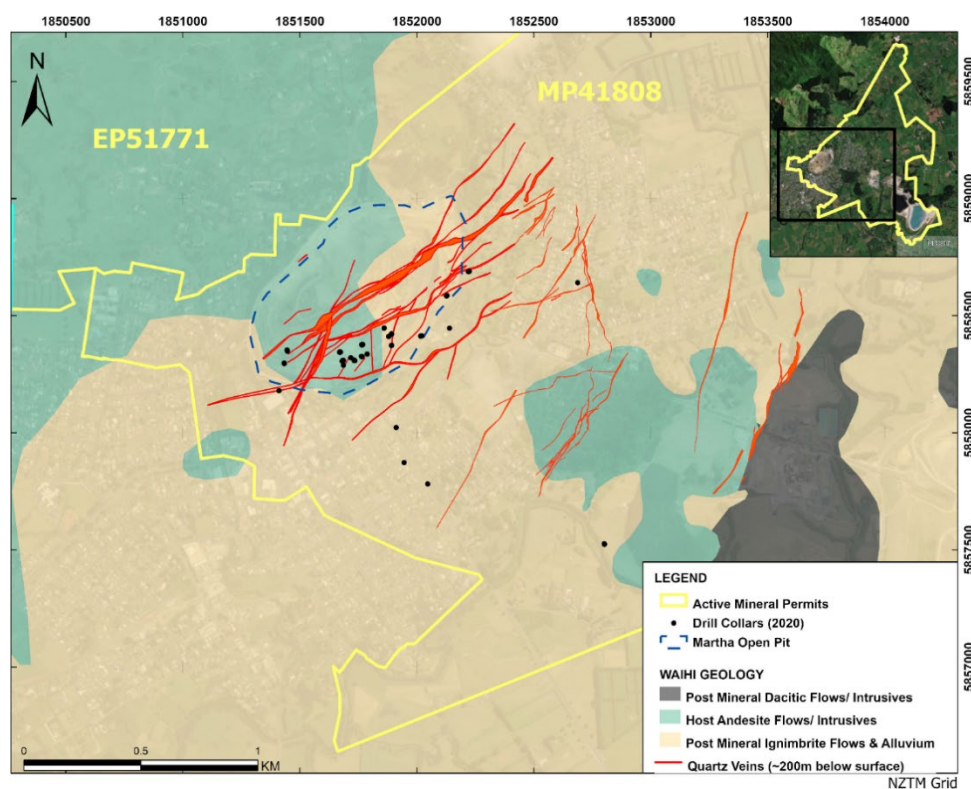 1850500 1851000 1851500 1852000 1852500 1853000 1853500 1854000
N
EP51771
MP41808
5859500
5859000
5858500
5858000
5857500
5857000
LEGEND
Active Mineral Permits
Drill Collars (2020)
Martha Open Pit
WAIHI GEOLOGY
Post Mineral Dacitic Flows/ Intrusives
Host Andesite Flows/ Intrusives
Post Mineral Ignimbrite Flows & Alluvium
Quartz Veins (~200m below surface)
0 0.5 1
KM
NZTM Grid